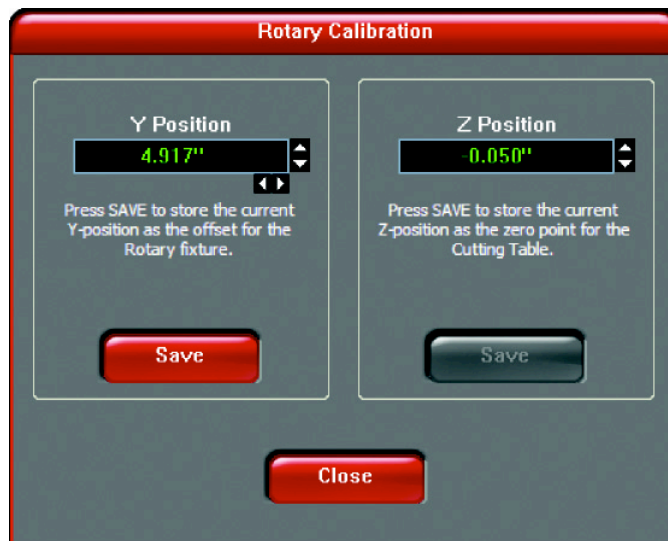 Rotary Calibration
Y Position
4.917"
Press SAVE to store the current
Y-position as the offset for the
Rotary fixture.
Save
Z Position
-0.050"
Press SAVE to store the current
Z-position as the zero point for the
Cutting Table.
Save
Close